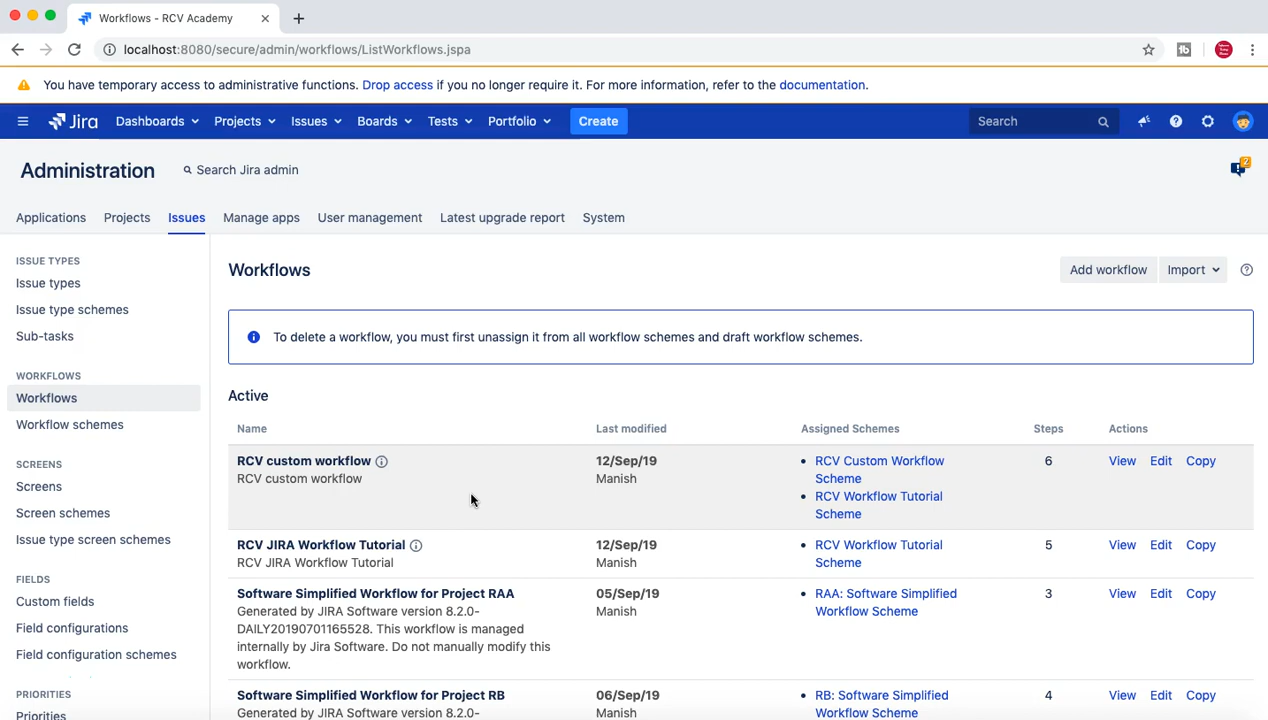 Workflows - RCV Academy
localhost:8080/secure/admin/workflows/ListWorkflows.jspa
You have temporary access to administrative functions. Drop access if you no longer require it. For more information, refer to the documentation.
Jira Dashboards Projects Issues Boards Tests Portfolio Create Search
Administration Search Jira admin
2
Applications Projects Issues Manage apps User management Latest upgrade report System
ISSUE TYPES
Issue types
Issue type schemes
Sub-tasks
WORKFLOWS
Workflows
Workflow schemes
SCREENS
Screens
Screen schemes
Issue type screen schemes
FIELDS
Custom fields
Field configurations
Field configuration schemes
PRIORITIES
Priorities
Workflows
Add workflow Import
To delete a workflow, you must first unassign it from all workflow schemes and draft workflow schemes.
Active
Name Last modified Assigned Schemes Steps Actions
RCV custom workflow 12/Sep/19 RCV Custom Workflow 6 View Edit Copy
RCV custom workflow Manish Scheme
RCV Workflow Tutorial
Scheme
RCV JIRA Workflow Tutorial 12/Sep/19 RCV Workflow Tutorial 5 View Edit Copy
RCV JIRA Workflow Tutorial Manish Scheme
Software Simplified Workflow for Project RAA 05/Sep/19 RAA: Software Simplified 3 View Edit Copy
Generated by JIRA Software version 8.2.0- Manish Workflow Scheme
DAILY20190701165528. This workflow is managed
internally by Jira Software. Do not manually modify this
workflow.
Software Simplified Workflow for Project RB 06/Sep/19 RB: Software Simplified 4 View Edit Copy
Generated by JIRA Software version 8.2.0- Manish Workflow Scheme